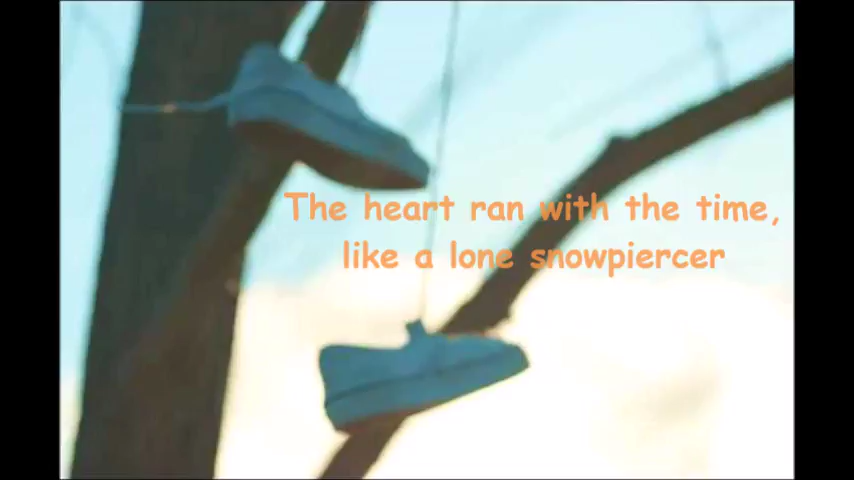 The heart ran with the time,
like a lone snowpiercer